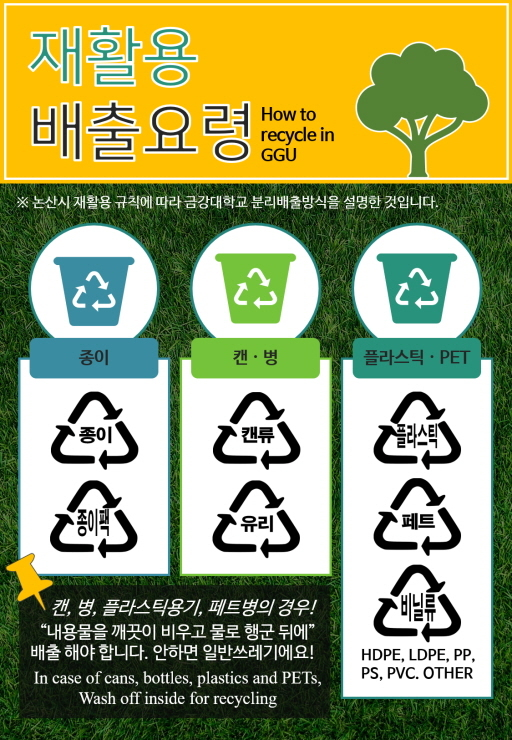 재활용
배출요령
How to
recycle in
GGU
※ 논산시 재활용 규칙에 따라 금강대학교 분리배출방식을 설명한 것입니다.
종이
종이
종이팩
캔 · 병
캔류
유리
플라스틱 · PET
플라스틱
페트
비닐류
HDPE, LDPE, PP,
PS, PVC. OTHER
캔, 병, 플라스틱용기, 페트병의 경우!
“내용물을 깨끗이 비우고 물로 행군 뒤에”
배출 해야 합니다. 안하면 일반쓰레기에요!
In case of cans, bottles, plastics and PETs,
Wash off inside for recycling